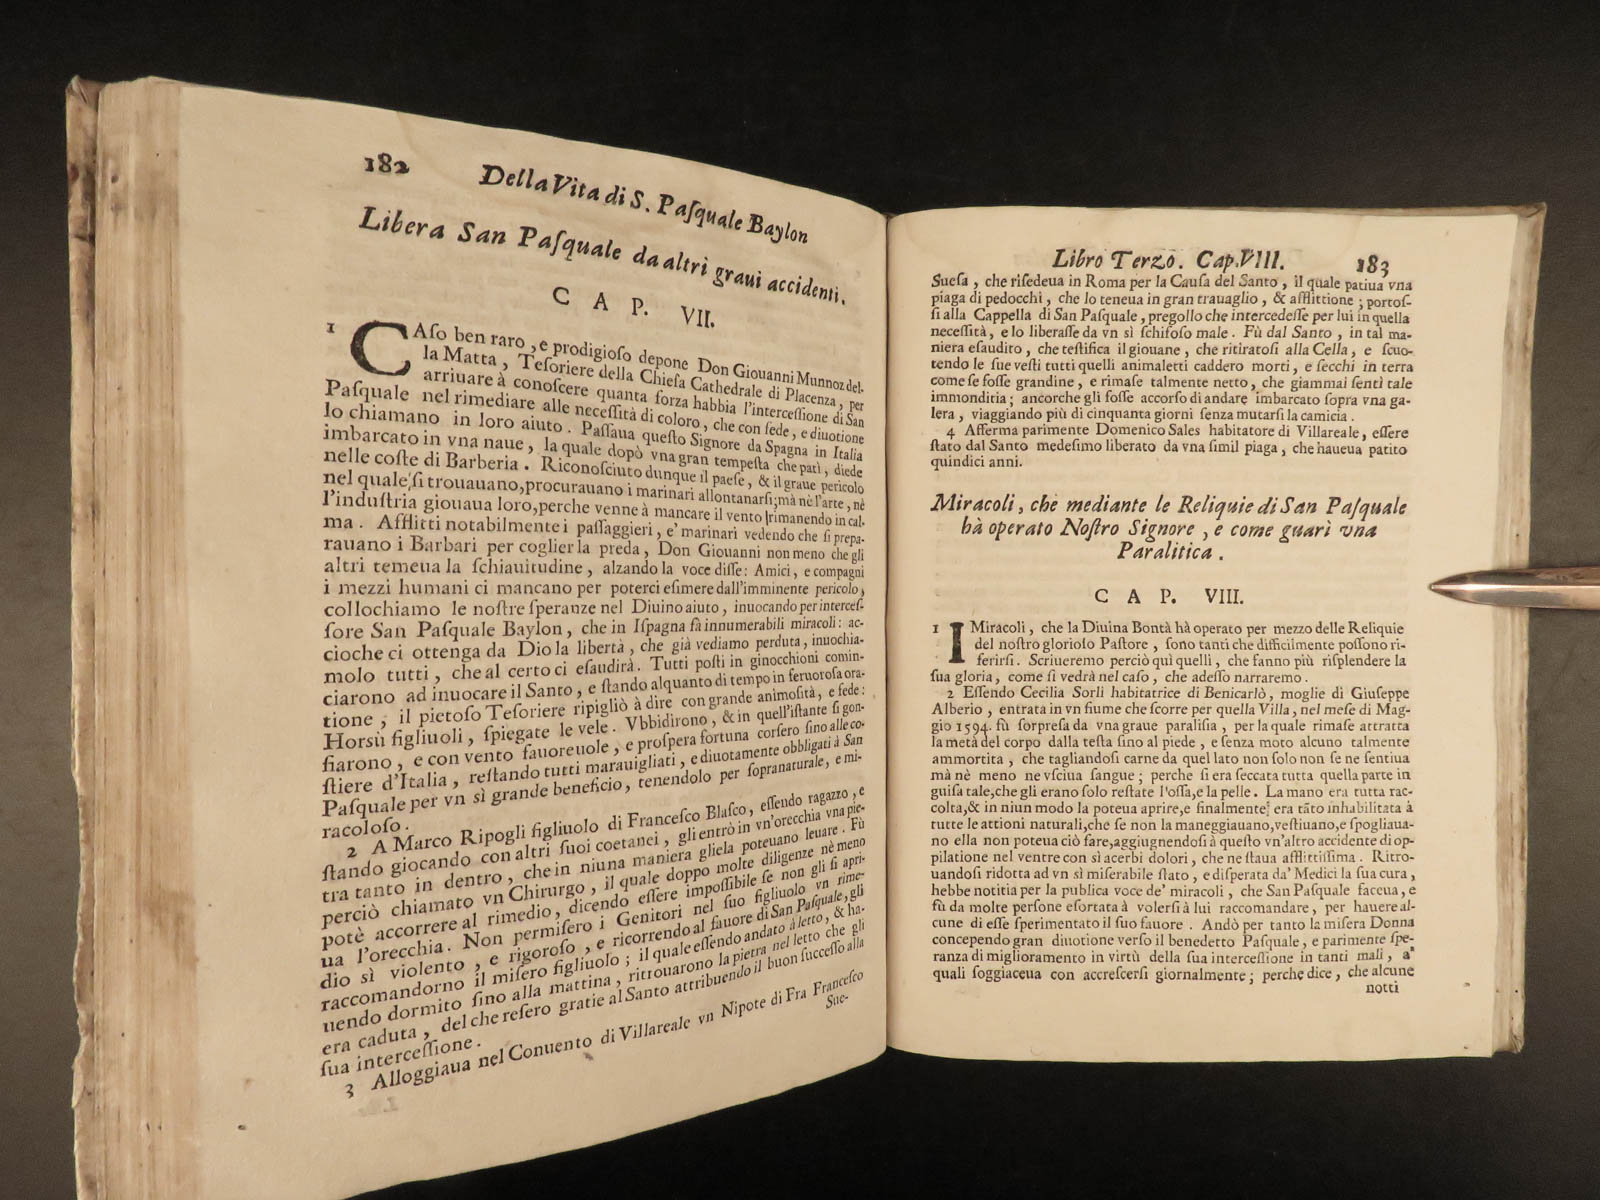 182
Della Vita di S. Paſquale Baylon
Libera San Paſquale da altri graui accidenti.
CAP. VII.
1 CAſo ben raro, e prodigioſo depone Don Giouanni Munnoz del-
la Matta, Teſoriere della Chieſa Cathedrale di Placenza, per
arriuare à conoſcere quanta forza habbia l'interceſſione di San
Paſquale nel rimediare alle neceſſità di coloro, che con fede, e diuotione
lo chiamano in loro aiuto. Paſſaua queſto Signore da Spagna in Italia
imbarcato in vna naue, la quale dopò vna gran tempeſta che patì, diede
nelle coſte di Barberia. Riconoſciuto dunque il paeſe, & il graue pericolo
nel quale ſi trouauano, procurauano i marinari allontanarſi; mà nè l'arte, nè
l'induſtria giouaua loro, perche venne à mancare il vento rimanendo in cal-
ma. Afflitti notabilmente i paſſaggieri, e' marinari vedendo che ſi prepa-
rauano i Barbari per coglier la preda, Don Giouanni non meno che gli
altri temeua la ſchiauitudine, alzando la voce diſſe: Amici, e compagni
i mezzi humani ci mancano per poterci eſimere dall'imminente pericolo,
collochiamo le noſtre ſperanze nel Diuino aiuto, inuocando per interceſ-
ſore San Paſquale Baylon, che in Iſpagna fà innumerabili miracoli: ac-
cioche ci ottenga da Dio la libertà, che già vediamo perduta, inuochia-
molo tutti, che al certo ci eſaudirà. Tutti poſti in ginocchioni comin-
ciarono ad inuocare il Santo, e ſtando alquanto di tempo in feruoroſa ora-
tione, il pietoſo Teſoriere ripigliò à dire con grande animoſità, e fede:
Horsù figliuoli, ſpiegate le vele. Vbbidirono, & in quell'iſtante ſi gon-
fiarono, e con vento fauoreuole, e proſpera fortuna corſero ſino alle co-
ſtiere d'Italia, reſtando tutti marauigliati, e diuotamente obbligati à San
Paſquale per vn sì grande beneficio, tenendolo per ſopranaturale, e mi-
racoloſo.
2 A Marco Ripogli figliuolo di Franceſco Blaſco, eſſendo ragazzo, e
ſtando giocando con altri ſuoi coetanei, gli entrò in vn'orecchia vna pie-
tra tanto in dentro, che in niuna maniera gliela poteuano leuare. Fù
perciò chiamato vn Chirurgo, il quale doppo molte diligenze nè meno
potè accorrere al rimedio, dicendo eſſere impoſſibile ſe non gli ſi apri-
ua l'orecchia. Non permiſero i Genitori nel ſuo figliuolo vn rime-
dio sì violento, e rigoroſo, e ricorrendo al fauore di San Paſquale, gli
raccomandorno il miſero figliuolo; il quale eſſendo andato à letto, & ha-
uendo dormito ſino alla mattina, ritrouarono la pietra nel letto che gli
era caduta, del che reſero gratie al Santo attribuendo il buon ſucceſſo alla
ſua interceſſione.
3 Alloggiaua nel Conuento di Villareale vn Nipote di Fra Franceſco
Sue-
Libro Terzo. Cap. VIII. 183
Sueſa, che riſedeua in Roma per la Cauſa del Santo, il quale patiua vna
piaga di pedocchi, che lo teneua in gran trauaglio, & afflittione; portoſ-
ſi alla Cappella di San Paſquale, pregollo che intercedeſſe per lui in quella
neceſſità, e lo liberaſſe da vn sì ſchifoſo male. Fù dal Santo, in tal ma-
niera eſaudito, che teſtifica il giouane, che ritiratoſi alla Cella, e ſcuo-
tendo le ſue veſti tutti quelli animaletti caddero morti, e ſecchi in terra
come ſe foſſe grandine, e rimaſe talmente netto, che giammai ſentì tale
immonditia; ancorche gli foſſe accorſo di andare imbarcato ſopra vna ga-
lera, viaggiando più di cinquanta giorni ſenza mutarſi la camicia.
4 Afferma parimente Domenico Sales habitatore di Villareale, eſſere
ſtato dal Santo medeſimo liberato da vna ſimil piaga, che haueua patito
quindici anni.
Miracoli, che mediante le Reliquie di San Paſquale
hà operato Noſtro Signore, e come guarì vna
Paralitica.
CAP. VIII.
1 I Miracoli, che la Diuina Bontà hà operato per mezzo delle Reliquie
del noſtro glorioſo Paſtore, ſono tanti che difficilmente poſſono ri-
ferirſi. Scriueremo perciò quì quelli, che fanno più riſplendere la
ſua gloria, come ſi vedrà nel caſo, che adeſſo narraremo.
2 Eſſendo Cecilia Sorli habitatrice di Benicarlò, moglie di Giuſeppe
Alberio, entrata in vn fiume che ſcorre per quella Villa, nel meſe di Mag-
gio 1594. fù ſorpreſa da vna graue paraliſia, per la quale rimaſe attratta
la metà del corpo dalla teſta ſino al piede, e ſenza moto alcuno talmente
ammortita, che tagliandoſi carne da quel lato non ſolo non ſe ne ſentiua
mà nè meno ne vſciua ſangue; perche ſi era ſeccata tutta quella parte in
guiſa tale, che gli erano ſolo reſtate l'oſſa, e la pelle. La mano era tutta rac-
colta, & in niun modo la poteua aprire, e finalmente era tãto inhabilitata à
tutte le attioni naturali, che ſe non la maneggiauano, veſtiuano, e ſpogliaua-
no ella non poteua ciò fare, aggiugnendoſi à queſto vn'altro accidente di op-
pilatione nel ventre con sì acerbi dolori, che ne ſtaua afflittiſſima. Ritro-
uandoſi ridotta ad vn sì miſerabile ſtato, e diſperata da' Medici la ſua cura,
hebbe notitia per la publica voce de' miracoli, che San Paſquale faceua, e
fù da molte perſone eſortata à volerſi à lui raccomandare, per hauere al-
cune di eſſe ſperimentato il ſuo fauore. Andò per tanto la miſera Donna
concependo gran diuotione verſo il benedetto Paſquale, e parimente ſpe-
ranza di miglioramento in virtù della ſua interceſſione in tanti mali, a'
quali ſoggiaceua con accreſcerſi giornalmente; perche dice, che alcune
notti